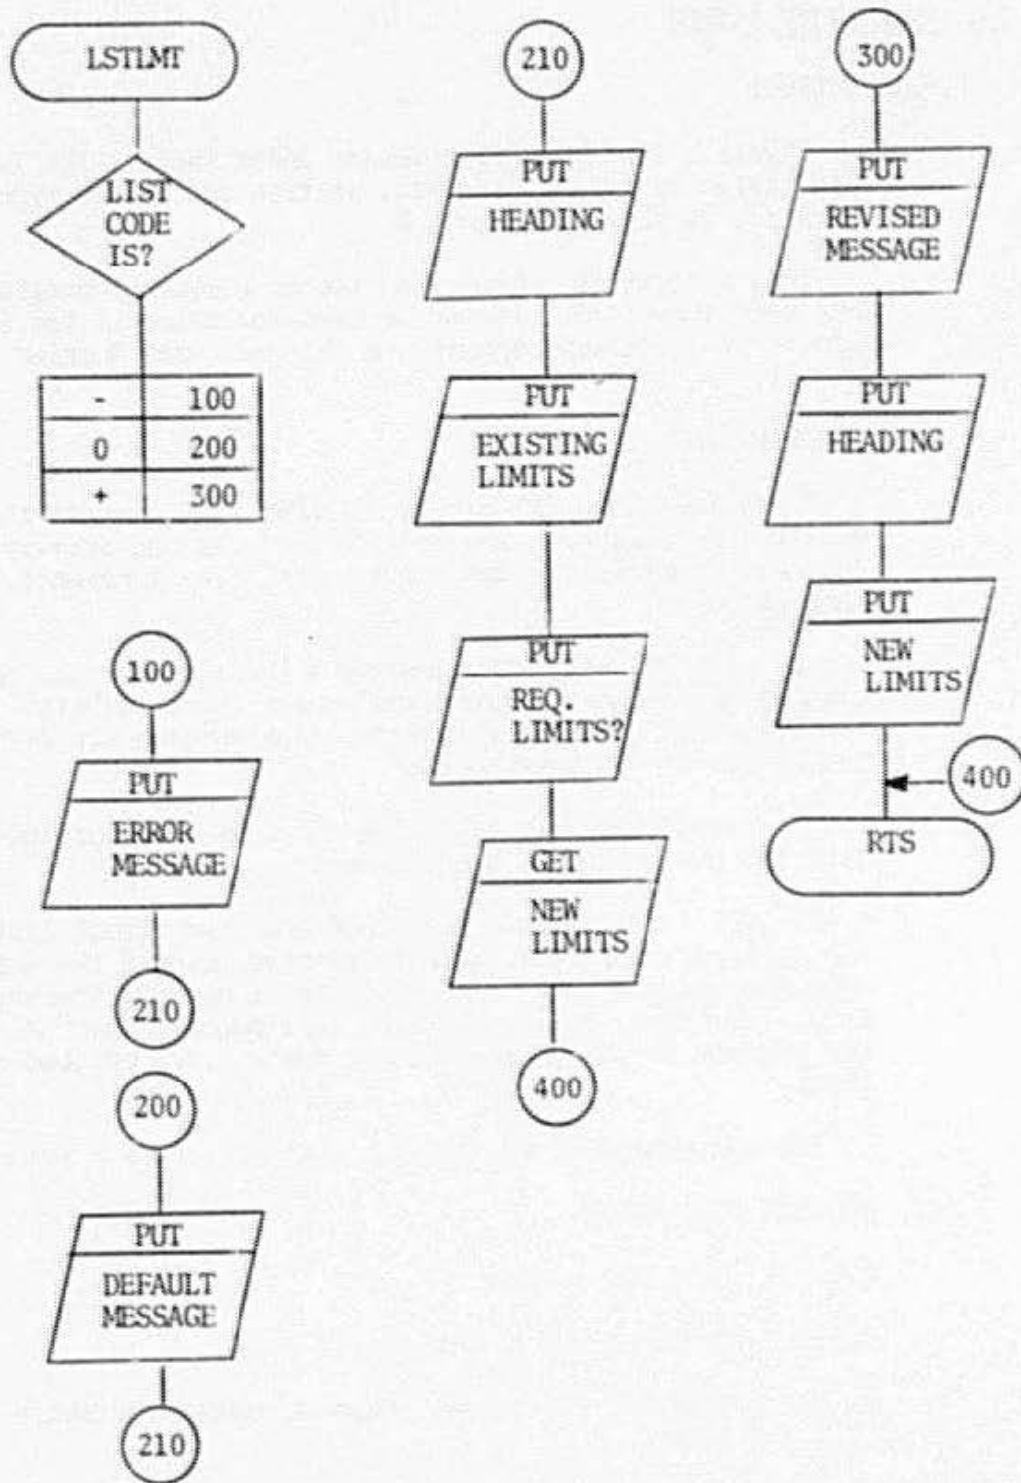 LSTLMT
LIST
CODE
IS?
- 100
0 200
+ 300
100
PUT
ERROR
MESSAGE
210
200
PUT
DEFAULT
MESSAGE
210
210
PUT
HEADING
PUT
EXISTING
LIMITS
PUT
REQ.
LIMITS?
GET
NEW
LIMITS
400
300
PUT
REVISED
MESSAGE
PUT
HEADING
PUT
NEW
LIMITS
400
RTS